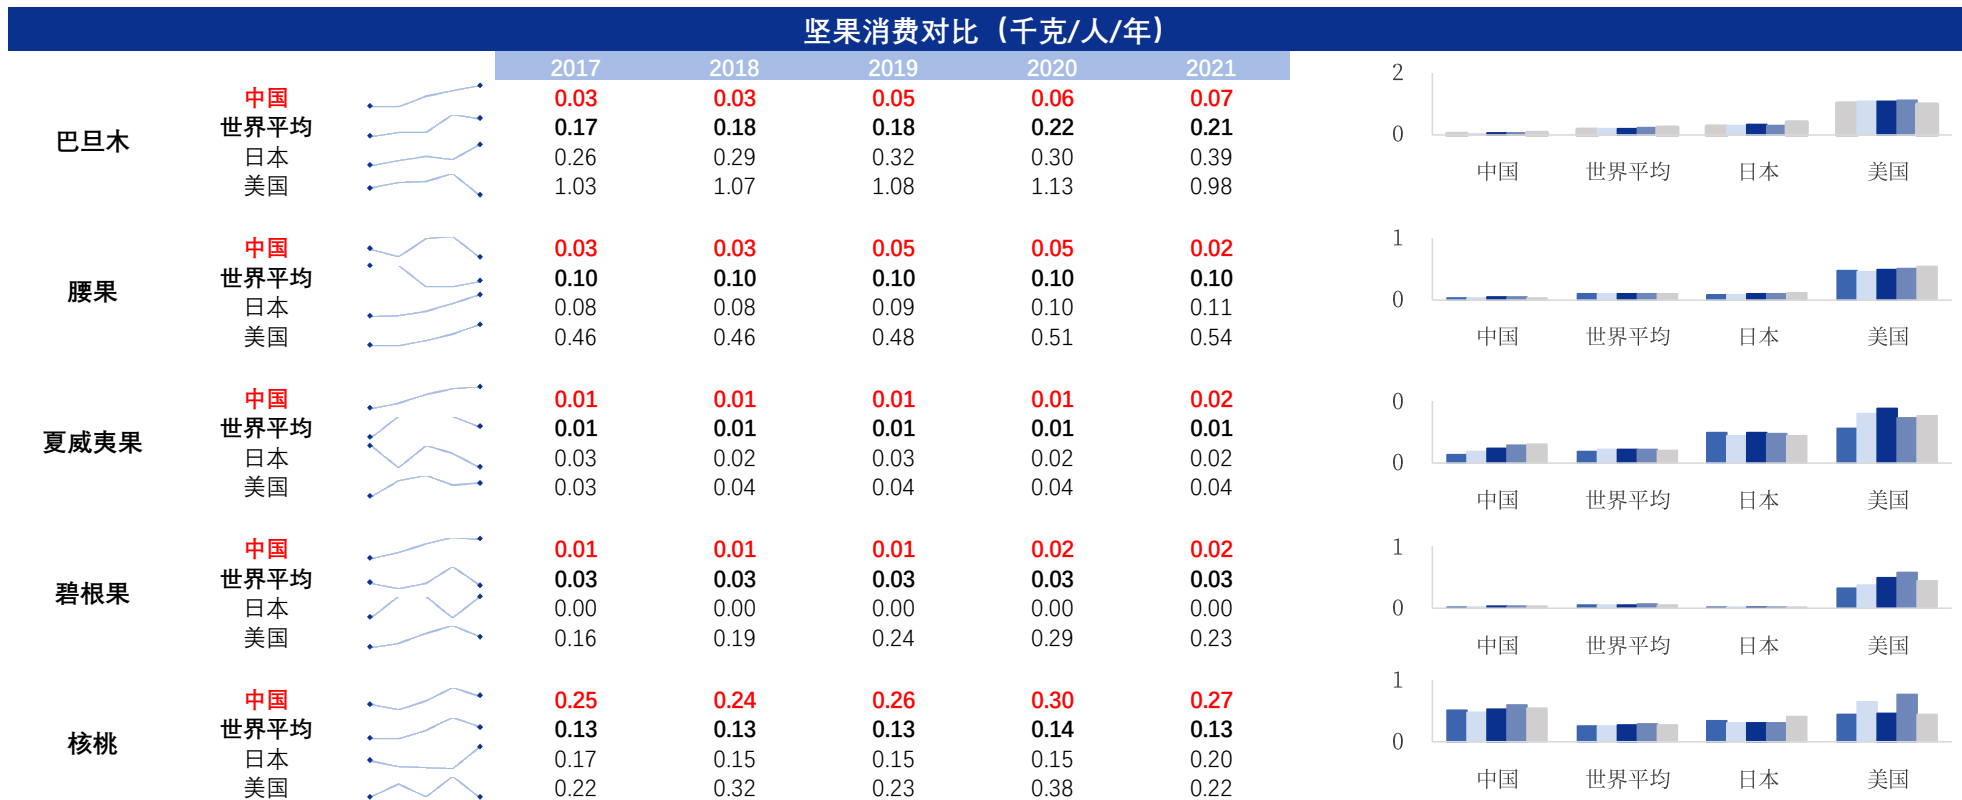 坚果消费对比（千克/人/年）
2017 2018 2019 2020 2021
巴旦木
中国 0.03 0.03 0.05 0.06 0.07
世界平均 0.17 0.18 0.18 0.22 0.21
日本 0.26 0.29 0.32 0.30 0.39
美国 1.03 1.07 1.08 1.13 0.98
2
0
中国 世界平均 日本 美国
腰果
中国 0.03 0.03 0.05 0.05 0.02
世界平均 0.10 0.10 0.10 0.10 0.10
日本 0.08 0.08 0.09 0.10 0.11
美国 0.46 0.46 0.48 0.51 0.54
1
0
中国 世界平均 日本 美国
夏威夷果
中国 0.01 0.01 0.01 0.01 0.02
世界平均 0.01 0.01 0.01 0.01 0.01
日本 0.03 0.02 0.03 0.02 0.02
美国 0.03 0.04 0.04 0.04 0.04
0
0
中国 世界平均 日本 美国
碧根果
中国 0.01 0.01 0.01 0.02 0.02
世界平均 0.03 0.03 0.03 0.03 0.03
日本 0.00 0.00 0.00 0.00 0.00
美国 0.16 0.19 0.24 0.29 0.23
1
0
中国 世界平均 日本 美国
核桃
中国 0.25 0.24 0.26 0.30 0.27
世界平均 0.13 0.13 0.13 0.14 0.13
日本 0.17 0.15 0.15 0.15 0.20
美国 0.22 0.32 0.23 0.38 0.22
1
0
中国 世界平均 日本 美国